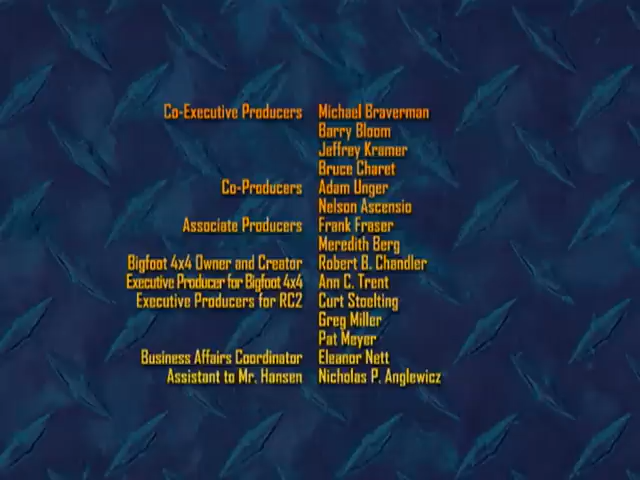 Co-Executive Producers Michael Braverman
Barry Bloom
Jeffrey Kramer
Bruce Charet
Co-Producers Adam Unger
Nelson Ascensio
Associate Producers Frank Fraser
Meredith Berg
Bigfoot 4x4 Owner and Creator Robert B. Chandler
Executive Producer for Bigfoot 4x4 Ann C. Trent
Executive Producers for RC2 Curt Stoelting
Greg Miller
Pat Meyer
Business Affairs Coordinator Eleanor Nett
Assistant to Mr. Hansen Nicholas P. Anglewicz